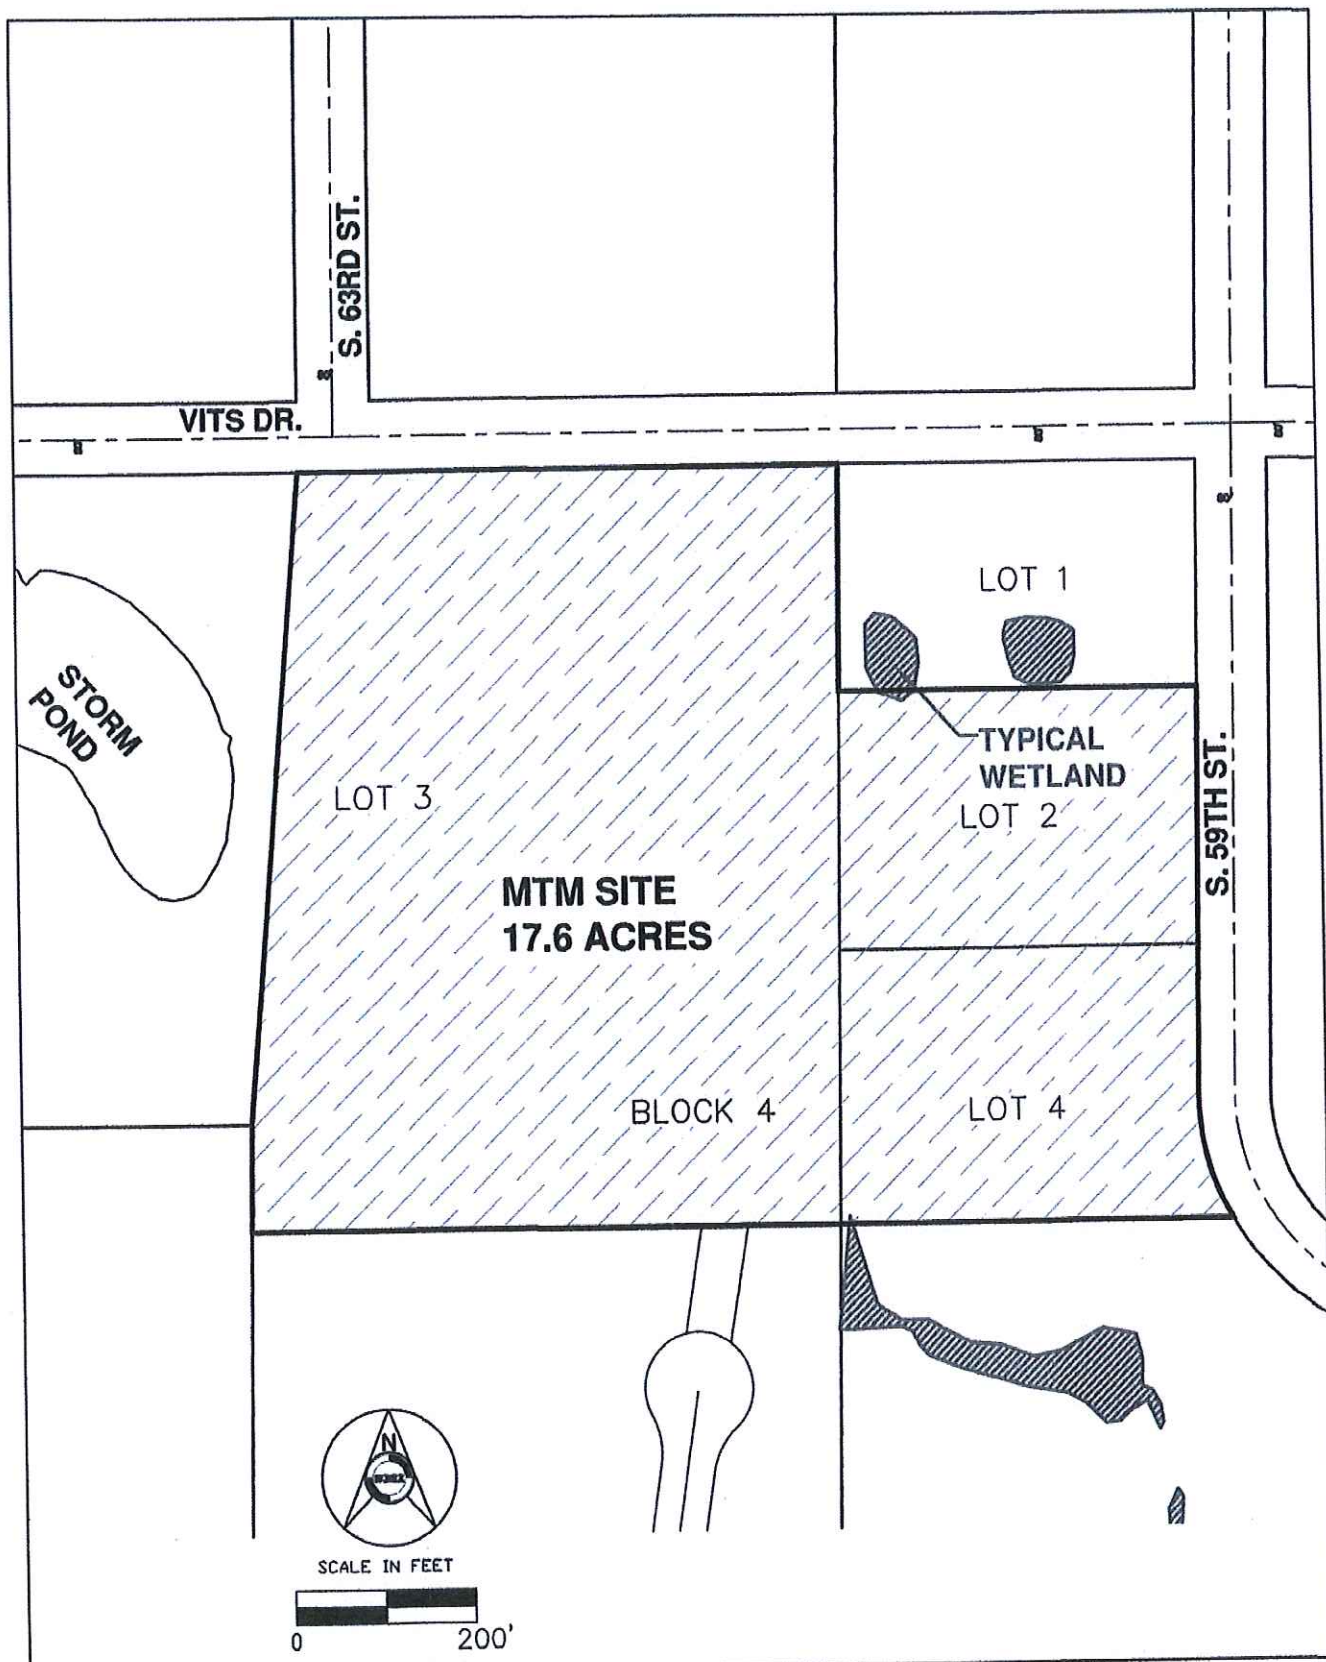 S. 63RD ST.
VITS DR.
LOT 1
STORM
POND
TYPICAL
WETLAND
LOT 3
LOT 2
S. 59TH ST.
MTM SITE
17.6 ACRES
BLOCK 4
LOT 4
N
SCALE IN FEET
0
200'